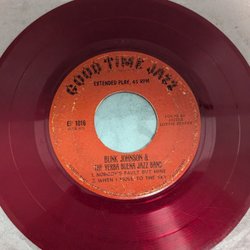 GOOD TIME JAZZ
EXTENDED PLAY, 45 RPM
EP 1016
BUNK JOHNSON &
THE YERBA BUENA JAZZ BAND
1. NOBODY'S FAULT BUT MINE
2. WHEN I MOVE TO THE SKY